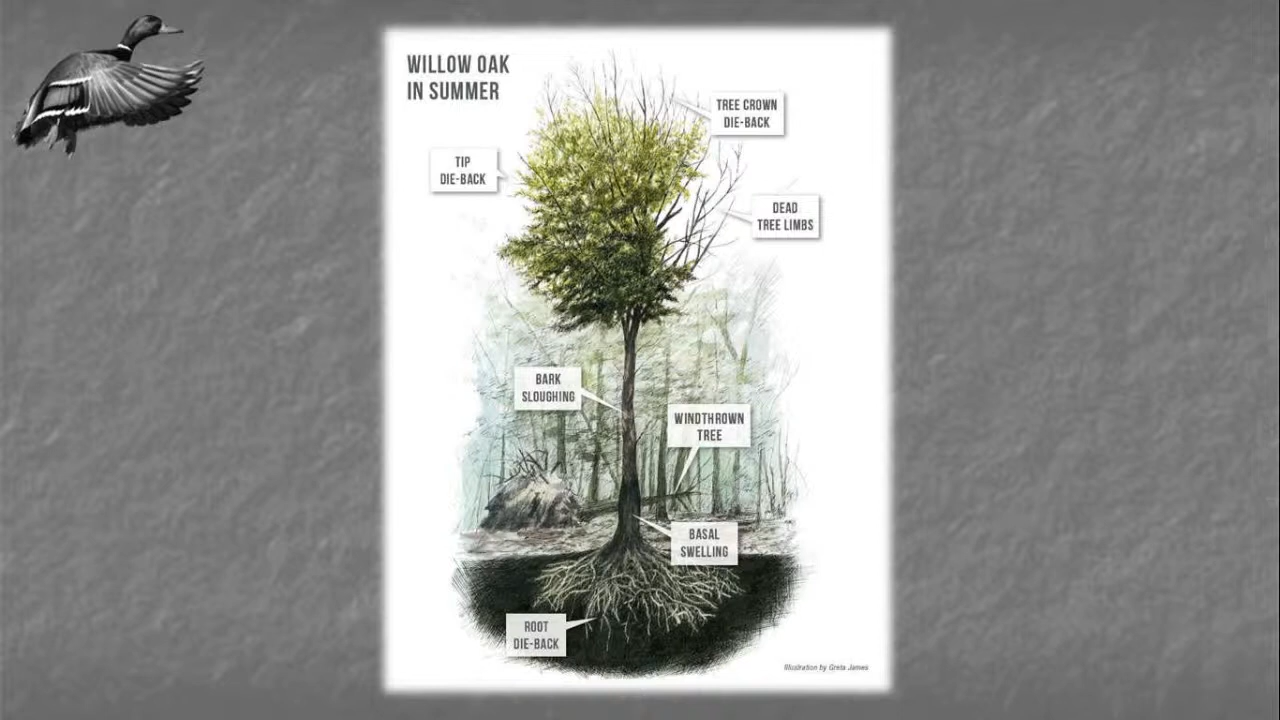 WILLOW OAK
IN SUMMER
TREE CROWN
DIE-BACK
TIP
DIE-BACK
DEAD
TREE LIMBS
BARK
SLOUGHING
WINDTHROWN
TREE
BASAL
SWELLING
ROOT
DIE-BACK
Illustration by Greta James